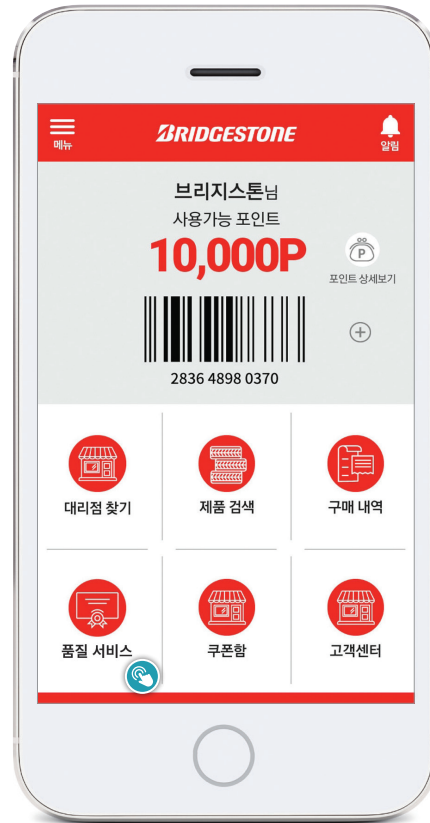 메뉴
BRIDGESTONE
알림
브리지스톤님
사용가능 포인트
10,000P
P
포인트 상세보기
2836 4898 0370
대리점 찾기
제품 검색
구매 내역
품질 서비스
쿠폰함
고객센터